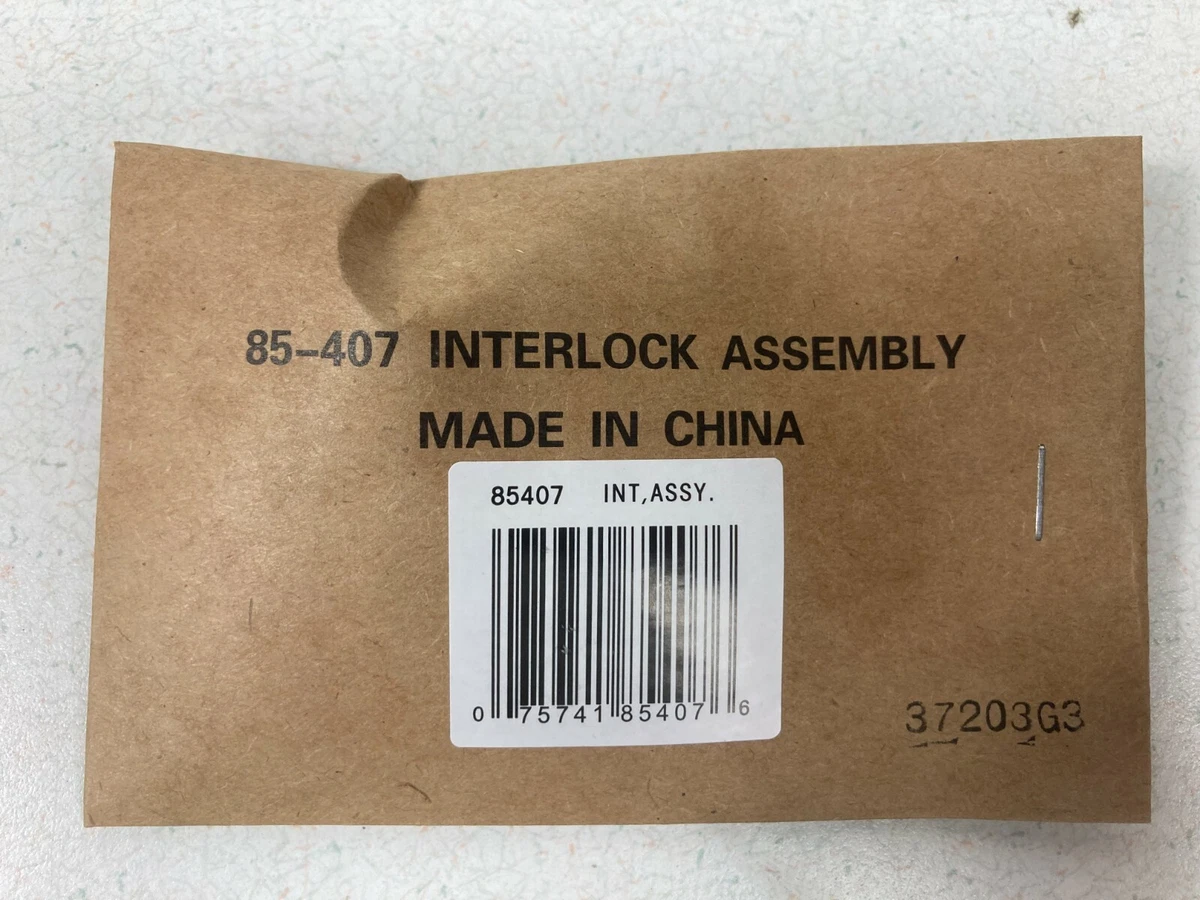 85-407 INTERLOCK ASSEMBLY
MADE IN CHINA
85407 INT,ASSY.
0 75741 85407 6
37203G3